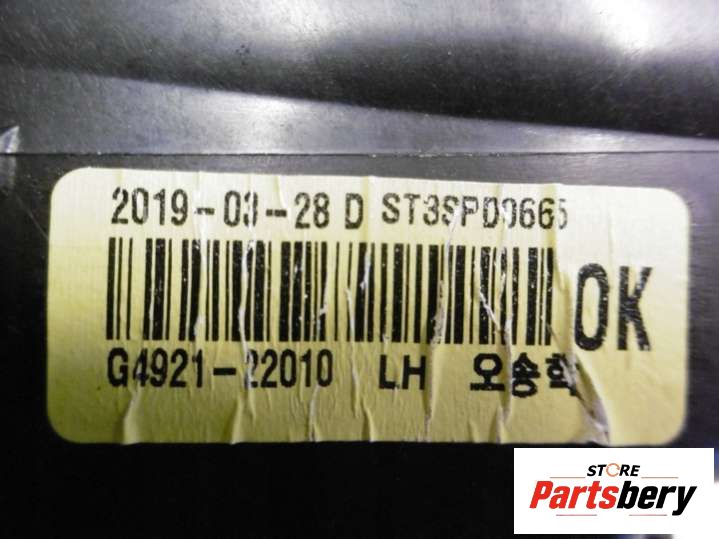 2019-03-28 D ST3SPD0665
OK
G4921-22010 LH 오송학
STORE
Partsbery